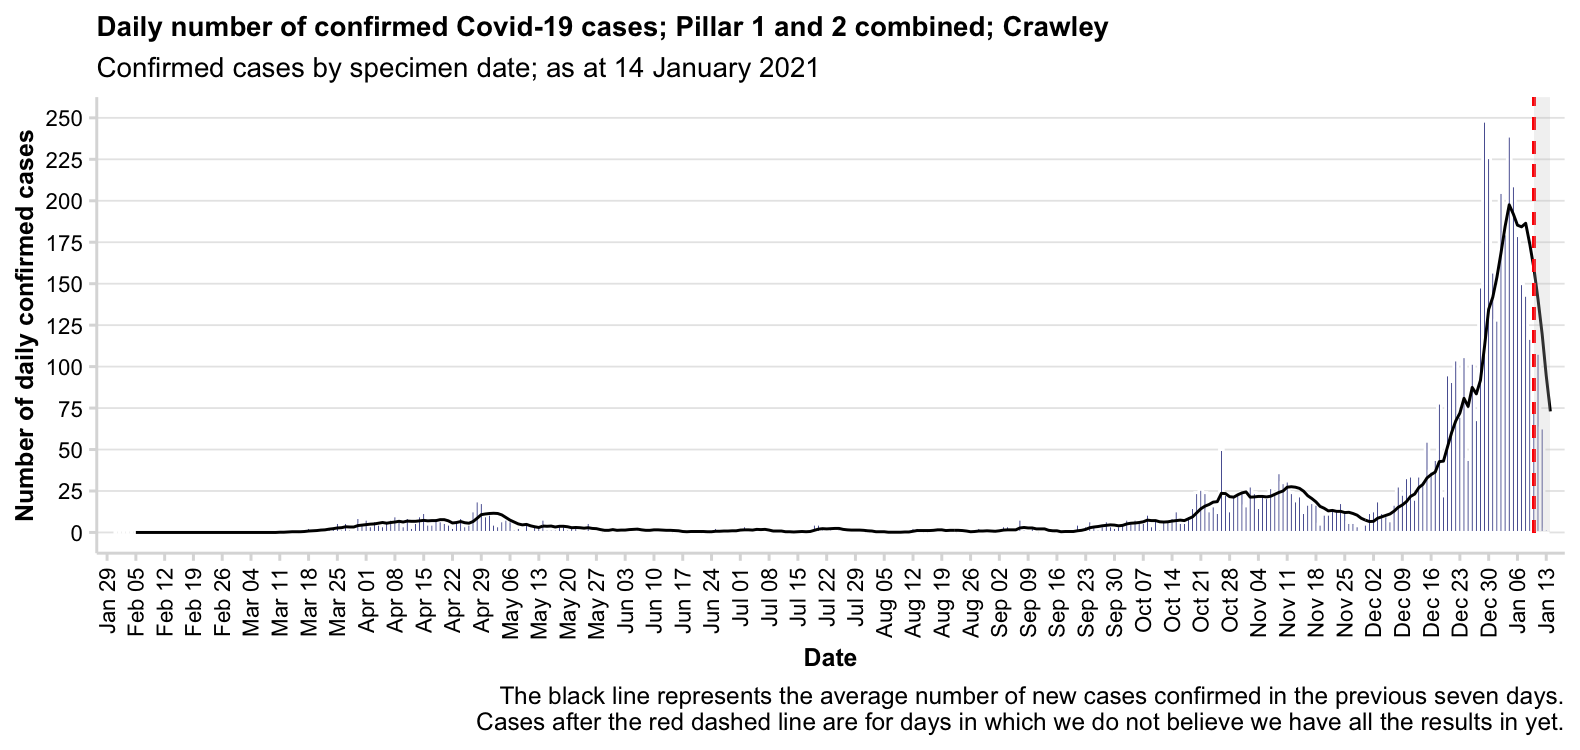 Daily number of confirmed Covid-19 cases; Pillar 1 and 2 combined; Crawley
Confirmed cases by specimen date; as at 14 January 2021
Number of daily confirmed cases
250
225
200
175
150
125
100
75
50
25
0
Jan 29
Feb 05
Feb 12
Feb 19
Feb 26
Mar 04
Mar 11
Mar 18
Mar 25
Apr 01
Apr 08
Apr 15
Apr 22
Apr 29
May 06
May 13
May 20
May 27
Jun 03
Jun 10
Jun 17
Jun 24
Jul 01
Jul 08
Jul 15
Jul 22
Jul 29
Aug 05
Aug 12
Aug 19
Aug 26
Sep 02
Sep 09
Sep 16
Sep 23
Sep 30
Oct 07
Oct 14
Oct 21
Oct 28
Nov 04
Nov 11
Nov 18
Nov 25
Dec 02
Dec 09
Dec 16
Dec 23
Dec 30
Jan 06
Jan 13
Date
The black line represents the average number of new cases confirmed in the previous seven days.
Cases after the red dashed line are for days in which we do not believe we have all the results in yet.